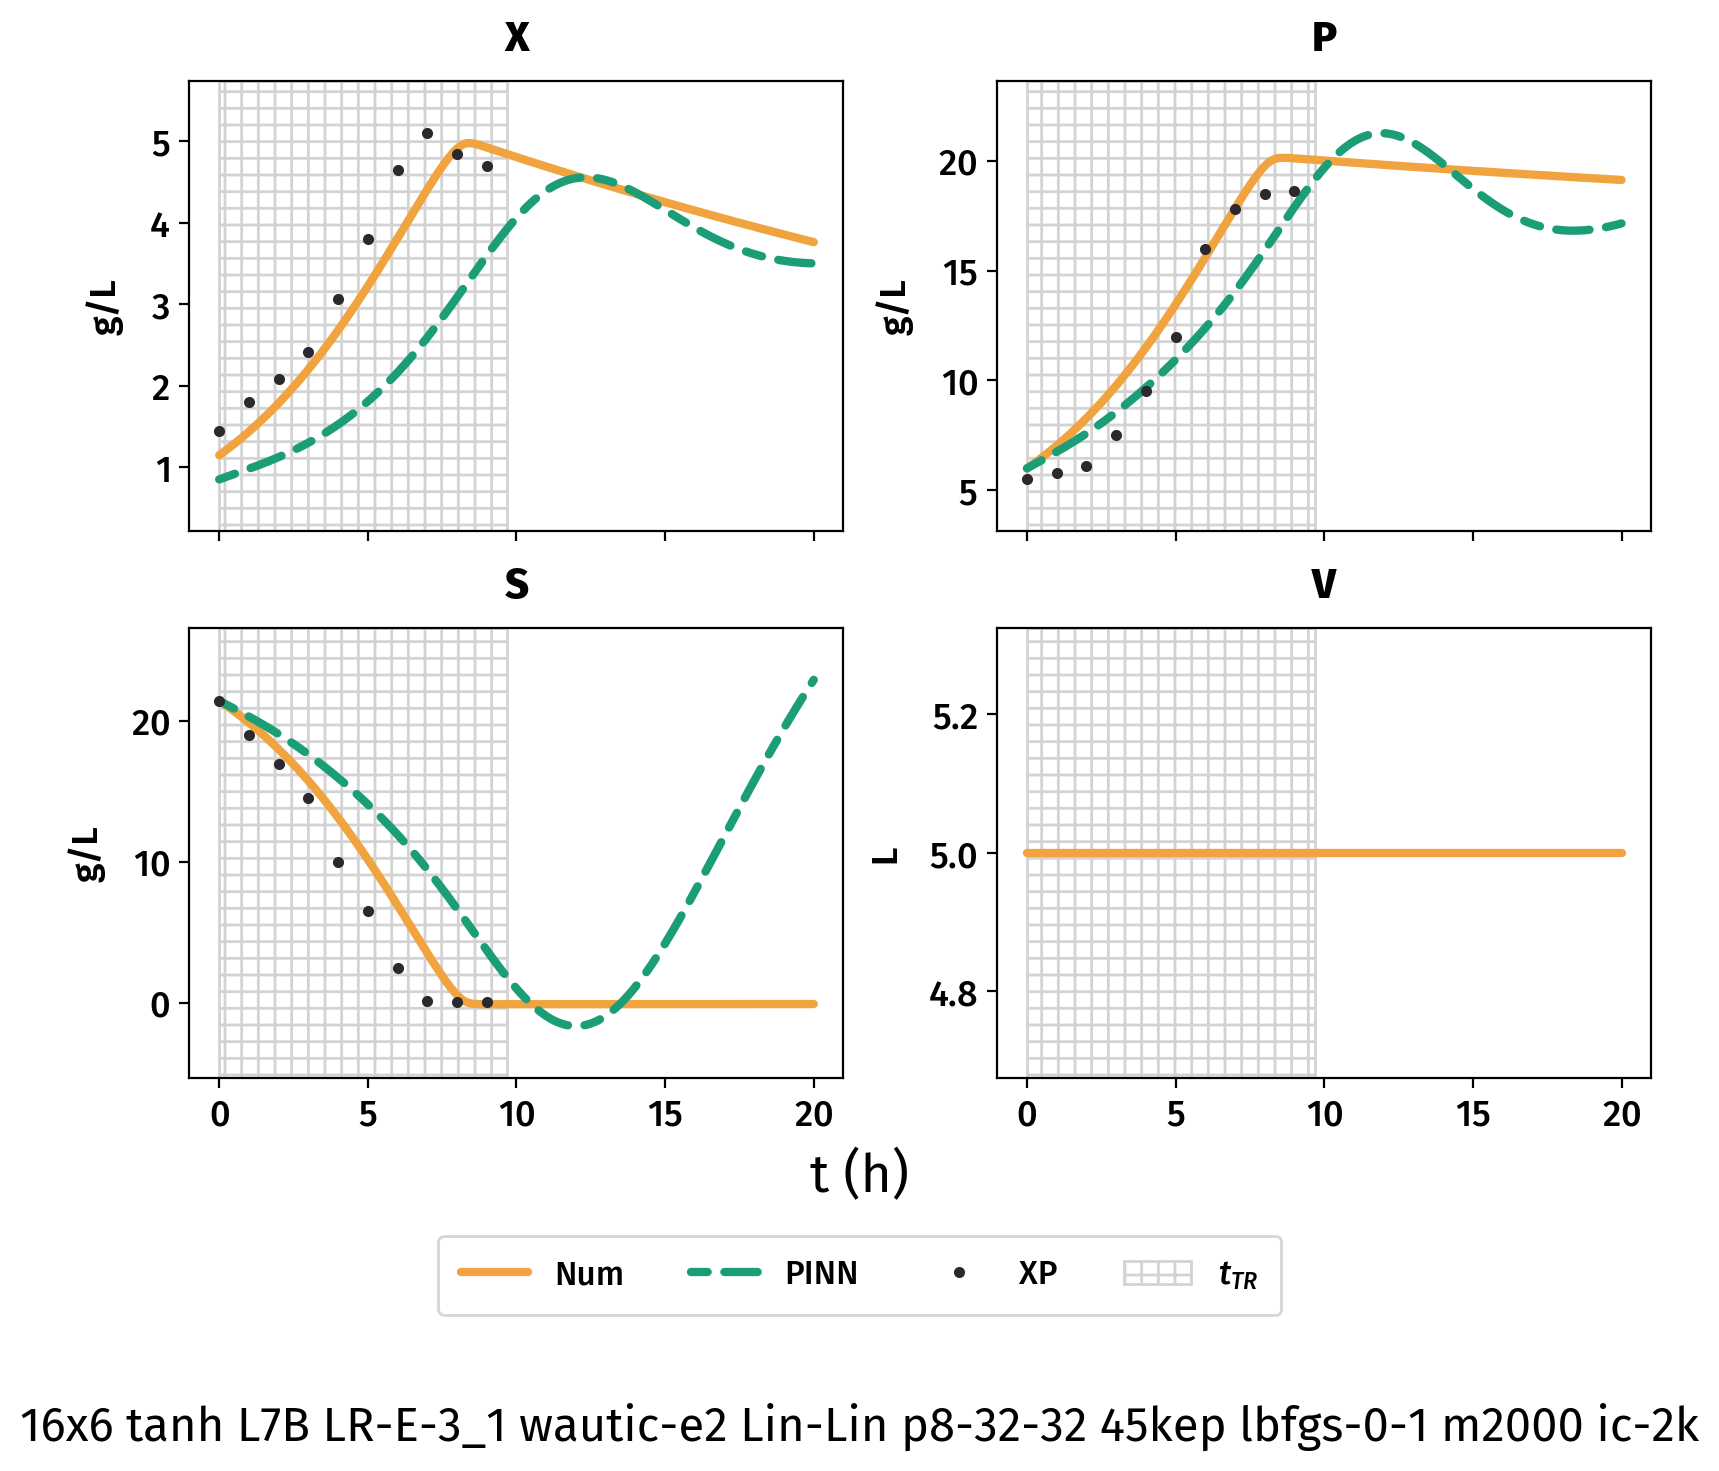 X
P
5
4
3
2
1
g/L
20
15
10
5
g/L
S
V
20
10
0
g/L
5.2
5.0
4.8
L
0 5 10 15 20
0 5 10 15 20
t (h)
Num PINN XP tTR
16x6 tanh L7B LR-E-3_1 wautic-e2 Lin-Lin p8-32-32 45kep lbfgs-0-1 m2000 ic-2k